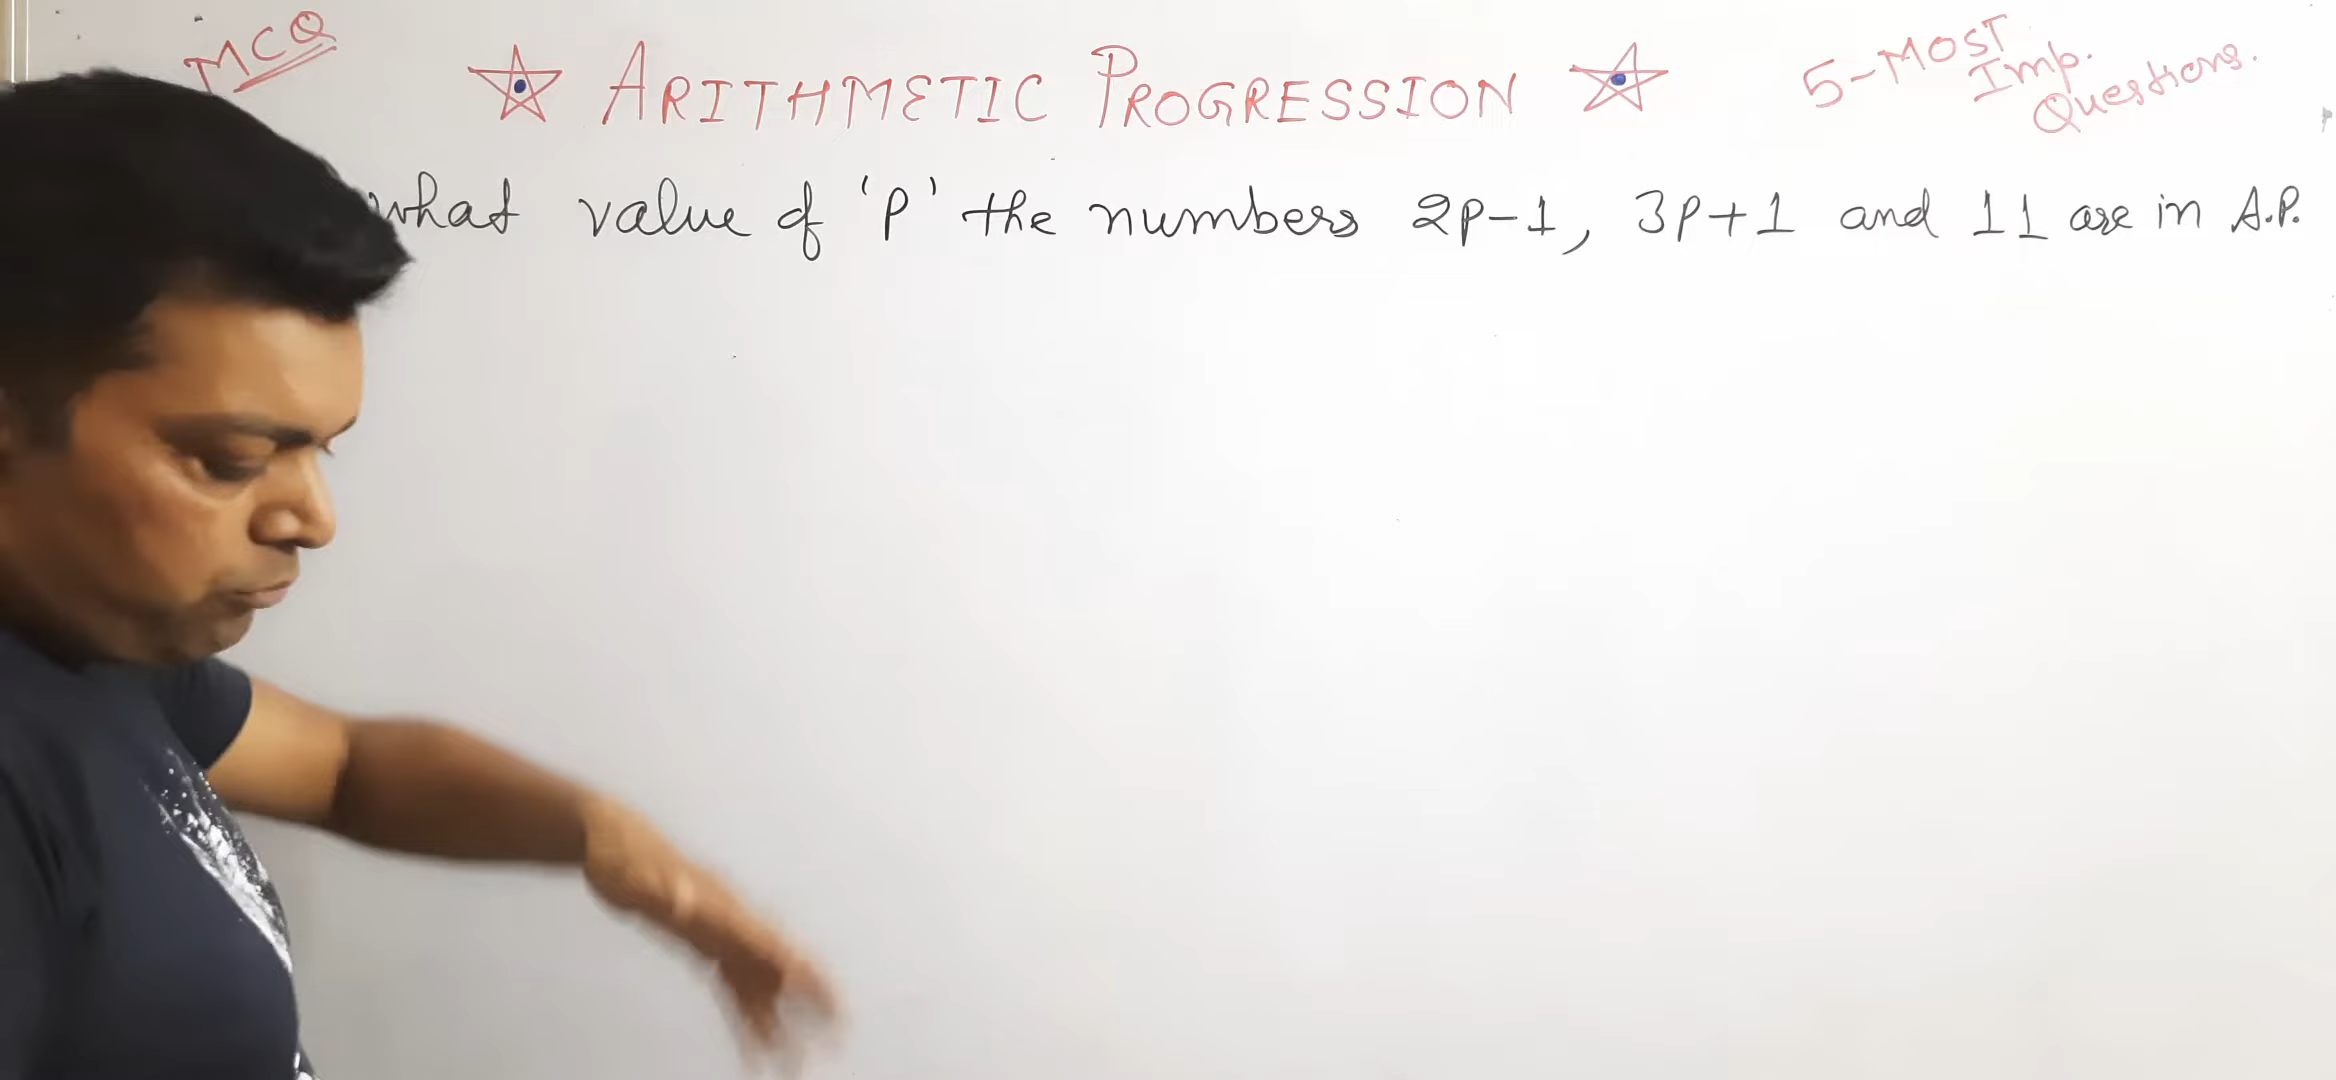 MCQ
ARITHMETIC PROGRESSION
5-MOST
Imp.
Questions.
what value of 'P' the numbers 2p-1, 3p+1 and 11 are in A.P.